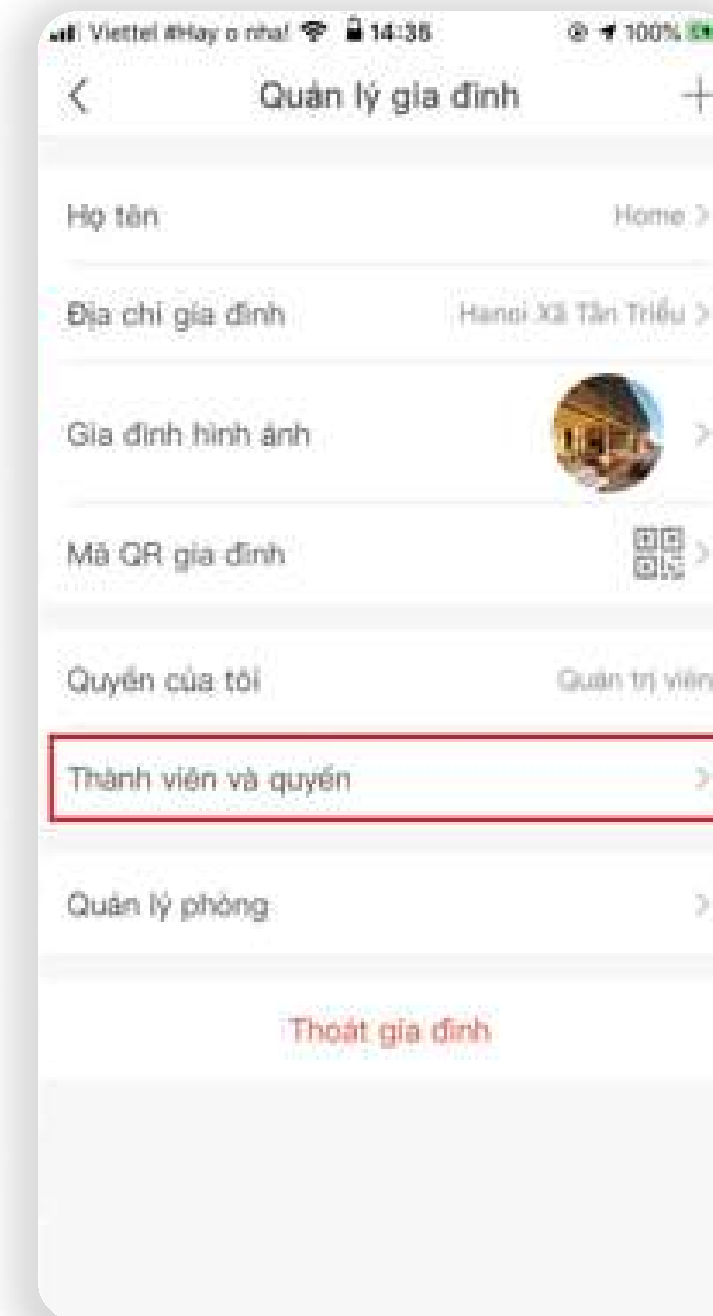 Viettel #Hay o nha! 14:36 100%
Quản lý gia đình
Họ tên Home
Địa chỉ gia đình Hanoi Xã Tân Triều
Gia đình hình ảnh
Mã QR gia đình
Quyền của tôi Quản trị viên
Thành viên và quyền
Quản lý phòng
Thoát gia đình